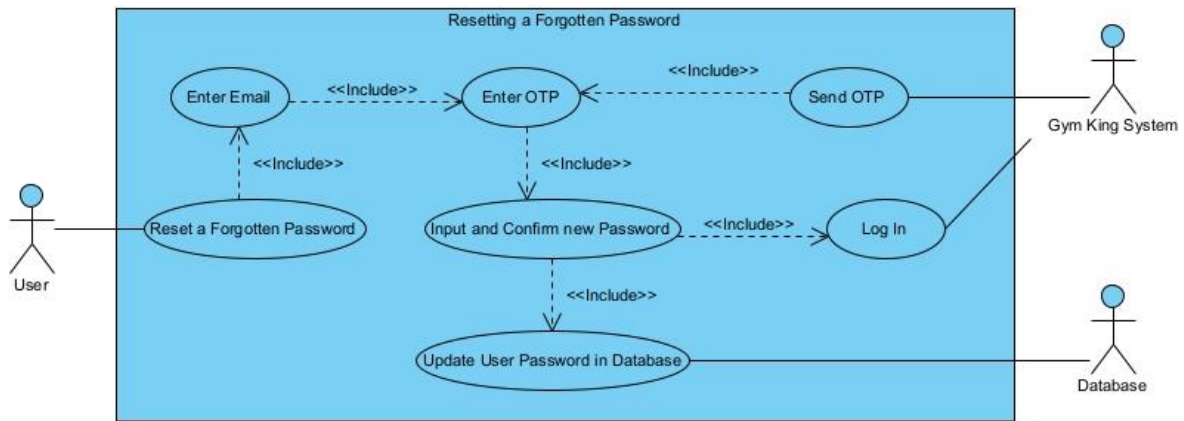 Resetting a Forgotten Password
Enter Email
<<Include>>
Enter OTP
<<Include>>
Send OTP
Gym King System
<<Include>>
<<Include>>
User
Reset a Forgotten Password
Input and Confirm new Password
<<Include>>
Log In
<<Include>>
Update User Password in Database
Database